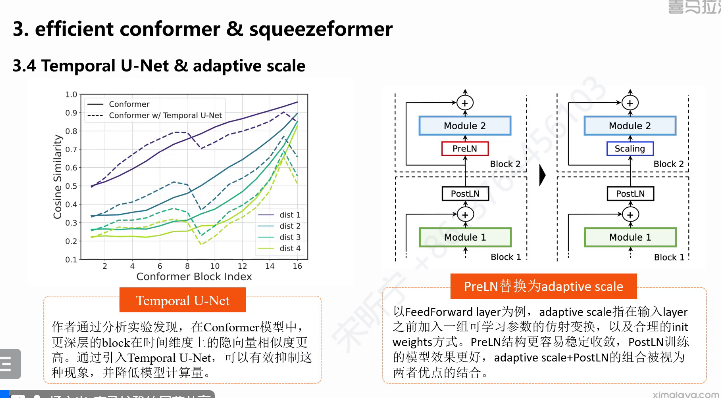 喜马拉
3. efficient conformer & squeezeformer
3.4 Temporal U-Net & adaptive scale
1.0
0.9
0.8
0.7
0.6
0.5
0.4
0.3
0.2
0.1
Cosine Similarity
Conformer
Conformer w/ Temporal U-Net
dist 1
dist 2
dist 3
dist 4
2 4 6 8 10 12 14 16
Conformer Block Index
Module 2
PreLN
Block 2
PostLN
Module 1
Block 1
Module 2
Scaling
Block 2
PostLN
Module 1
Block 1
Temporal U-Net
作者通过分析实验发现，在Conformer模型中，
更深层的block在时间维度上的隐向量相似度更
高。通过引入Temporal U-Net，可以有效抑制这
种现象，并降低模型计算量。
PreLN替换为adaptive scale
以FeedForward layer为例，adaptive scale指在输入layer
之前加入一组可学习参数的仿射变换，以及合理的init
weights方式。PreLN结构更容易稳定收敛，PostLN训练
的模型效果更好，adaptive scale+PostLN的组合被视为
两者优点的结合。
ximalaya.com